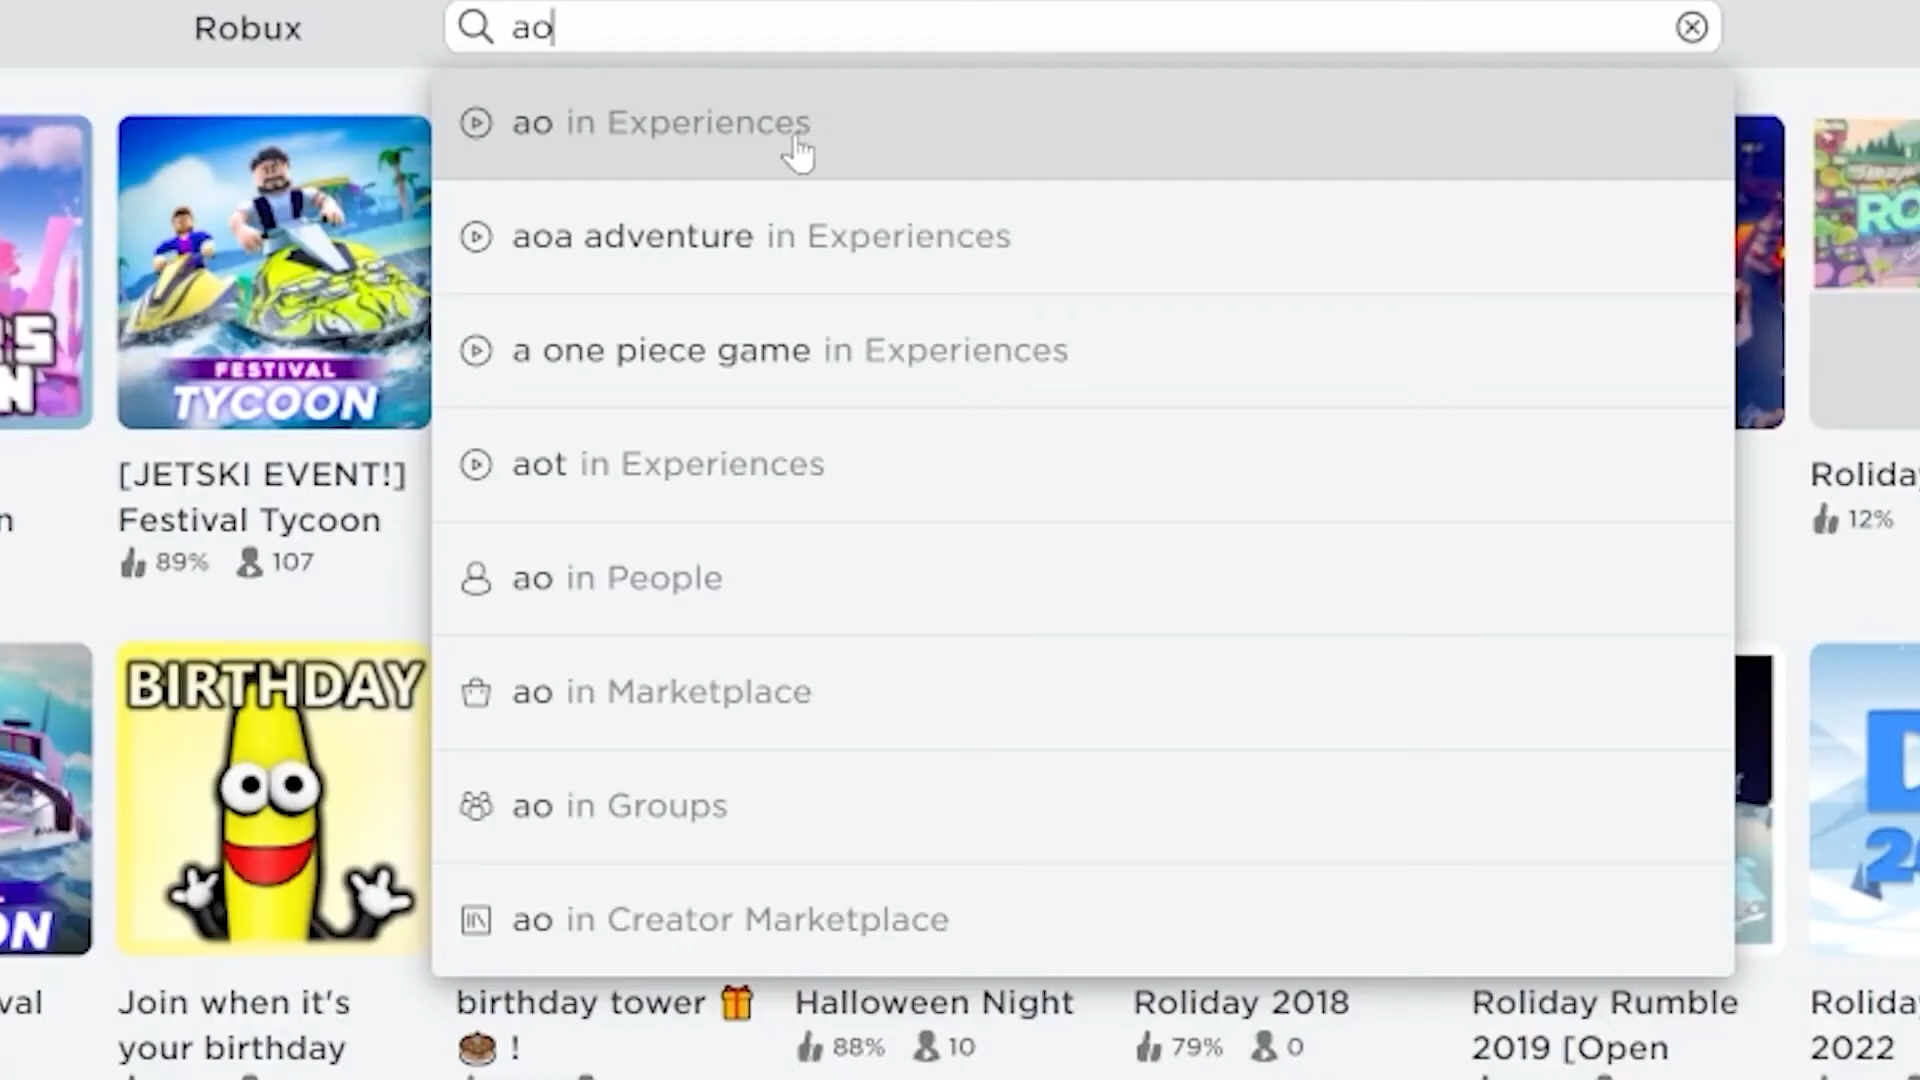 Robux
ao
ao in Experiences
aoa adventure in Experiences
a one piece game in Experiences
aot in Experiences
ao in People
ao in Marketplace
ao in Groups
ao in Creator Marketplace
FESTIVAL
TYCOON
[JETSKI EVENT!]
Festival Tycoon
89% 107
12%
BIRTHDAY
Join when it's
your birthday
birthday tower 🎁
🎂 !
Halloween Night
88% 10
Roliday 2018
79% 0
Roliday Rumble
2019 [Open
2022